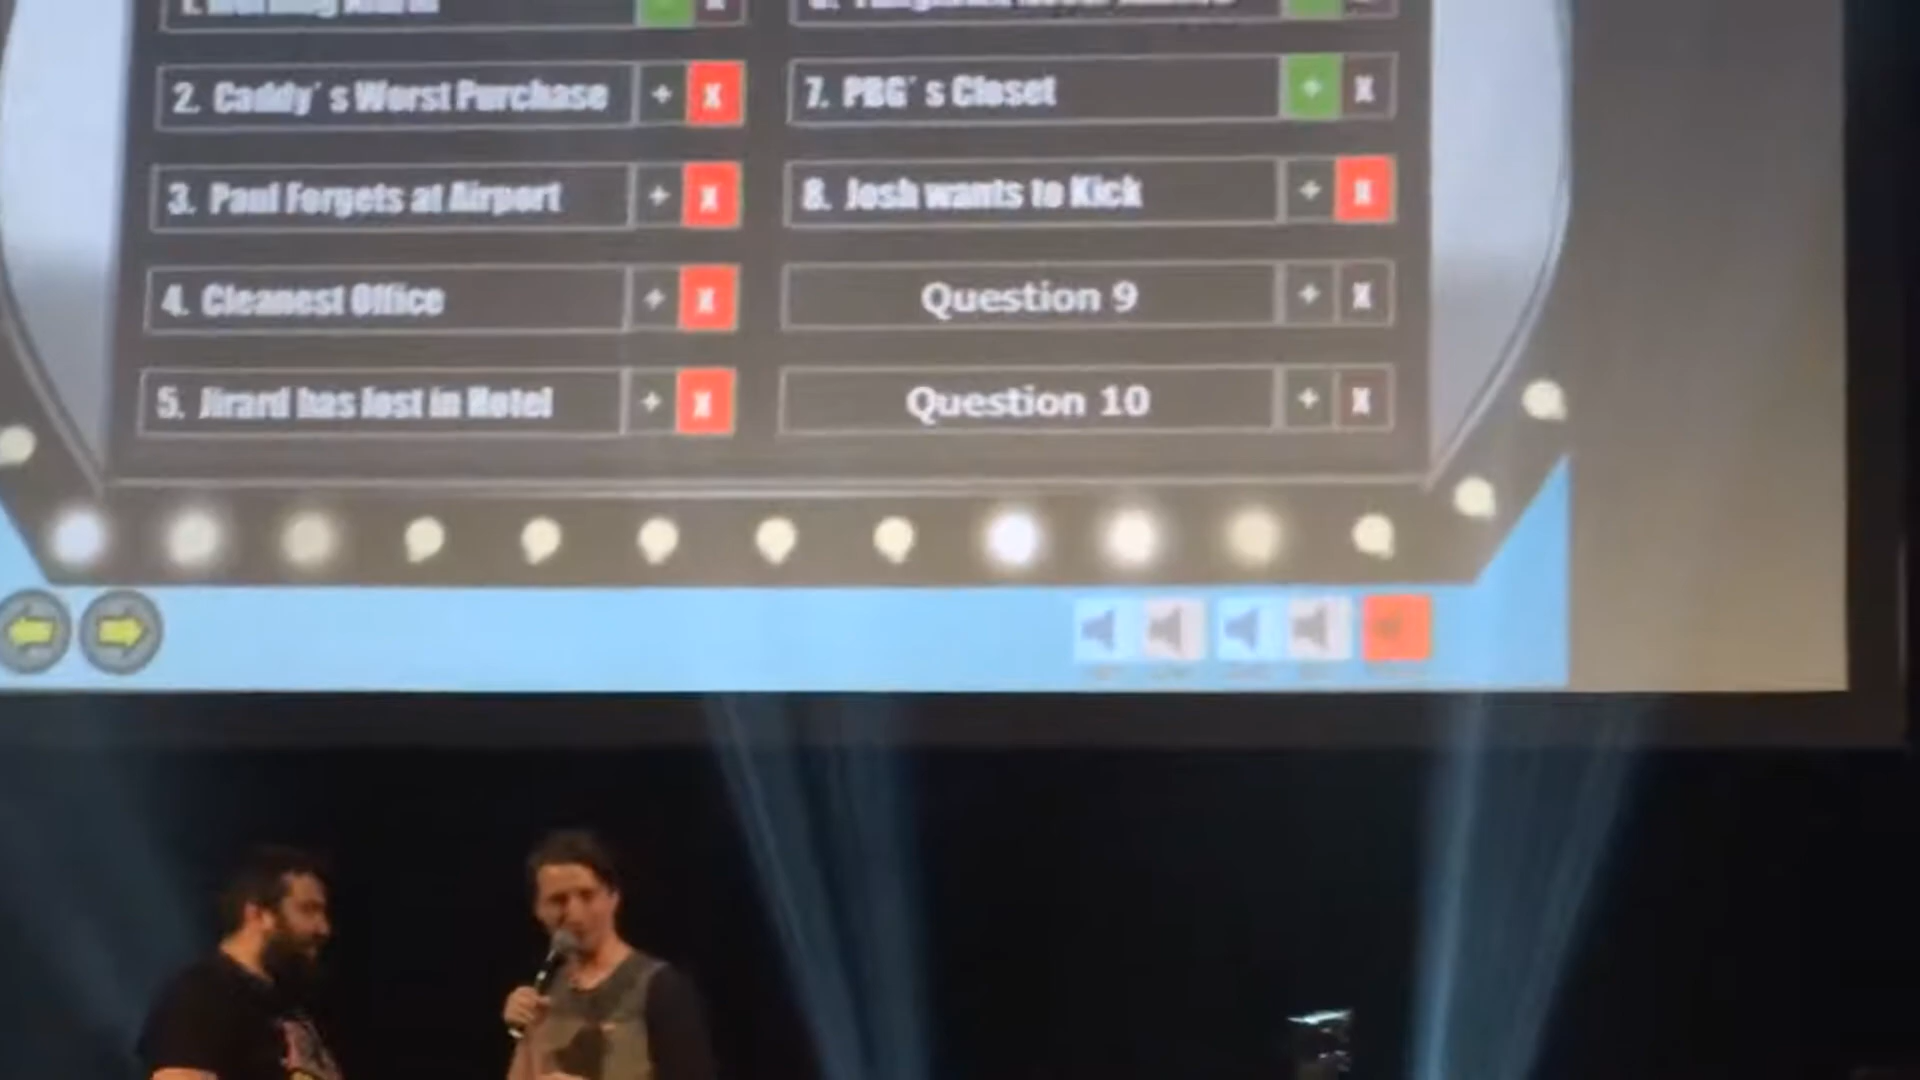 2. Caddy´s Worst Purchase + X
3. Paul Forgets at Airport + X
4. Cleanest Office + X
5. Jirard has lost in Hotel + X
7. PBG´s Closet + X
8. Josh wants to Kick + X
Question 9 + X
Question 10 + X